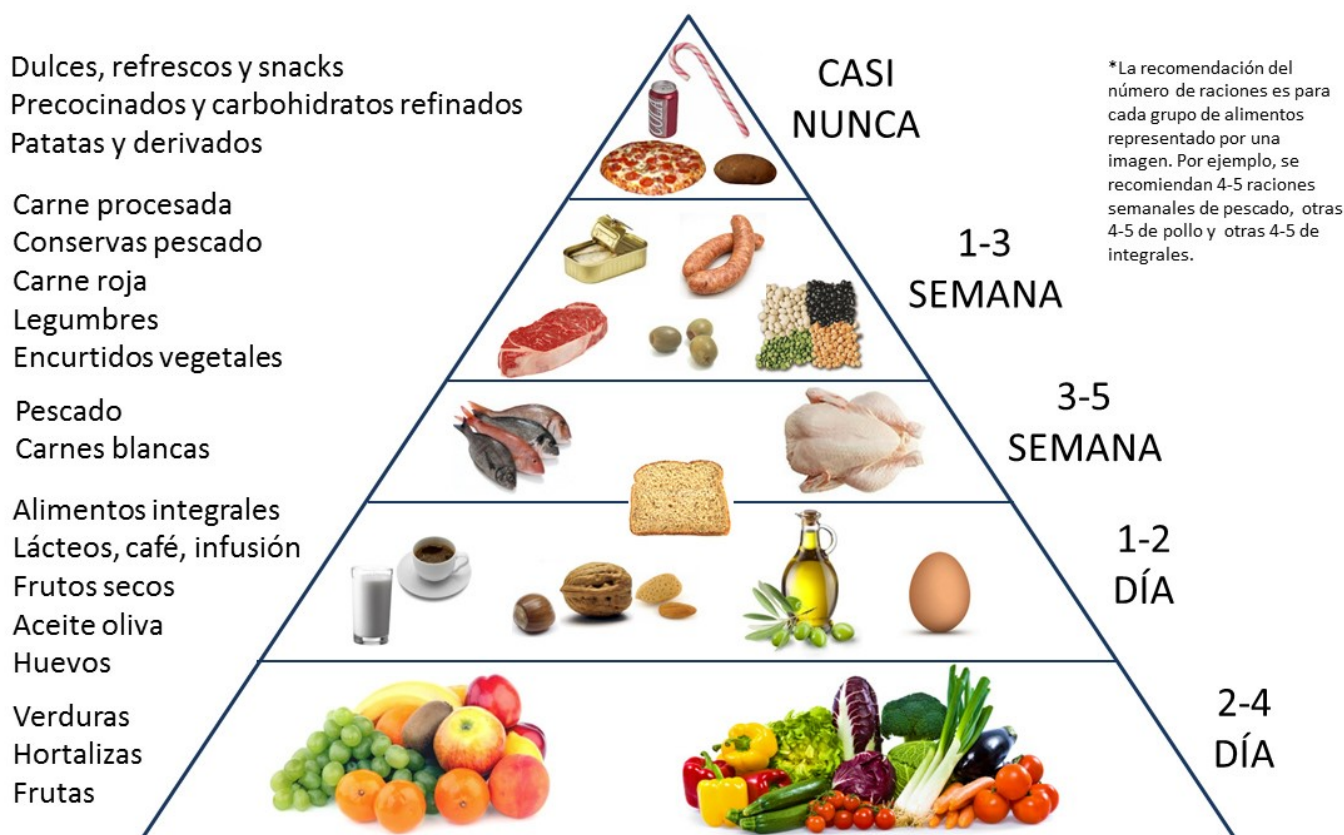 Dulces, refrescos y snacks
Precocinados y carbohidratos refinados
Patatas y derivados
CASI
NUNCA
COLA
*La recomendación del
número de raciones es para
cada grupo de alimentos
representado por una
imagen. Por ejemplo, se
recomiendan 4-5 raciones
semanales de pescado, otras
4-5 de pollo y otras 4-5 de
integrales.
Carne procesada
Conservas pescado
Carne roja
Legumbres
Encurtidos vegetales
1-3
SEMANA
Pescado
Carnes blancas
3-5
SEMANA
Alimentos integrales
Lácteos, café, infusión
Frutos secos
Aceite oliva
Huevos
1-2
DÍA
Verduras
Hortalizas
Frutas
2-4
DÍA